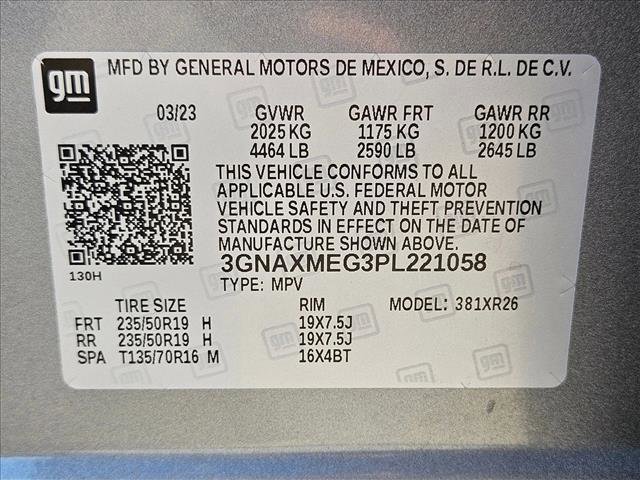 gm
MFD BY GENERAL MOTORS DE MEXICO, S. DE R.L. DE C.V.
03/23 GVWR GAWR FRT GAWR RR
2025 KG 1175 KG 1200 KG
4464 LB 2590 LB 2645 LB
THIS VEHICLE CONFORMS TO ALL
APPLICABLE U.S. FEDERAL MOTOR
VEHICLE SAFETY AND THEFT PREVENTION
STANDARDS IN EFFECT ON THE DATE OF
MANUFACTURE SHOWN ABOVE.
130H
3GNAXMEG3PL221058
TYPE: MPV
TIRE SIZE RIM MODEL: 381XR26
FRT 235/50R19 H 19X7.5J
RR 235/50R19 H 19X7.5J
SPA T135/70R16 M 16X4BT